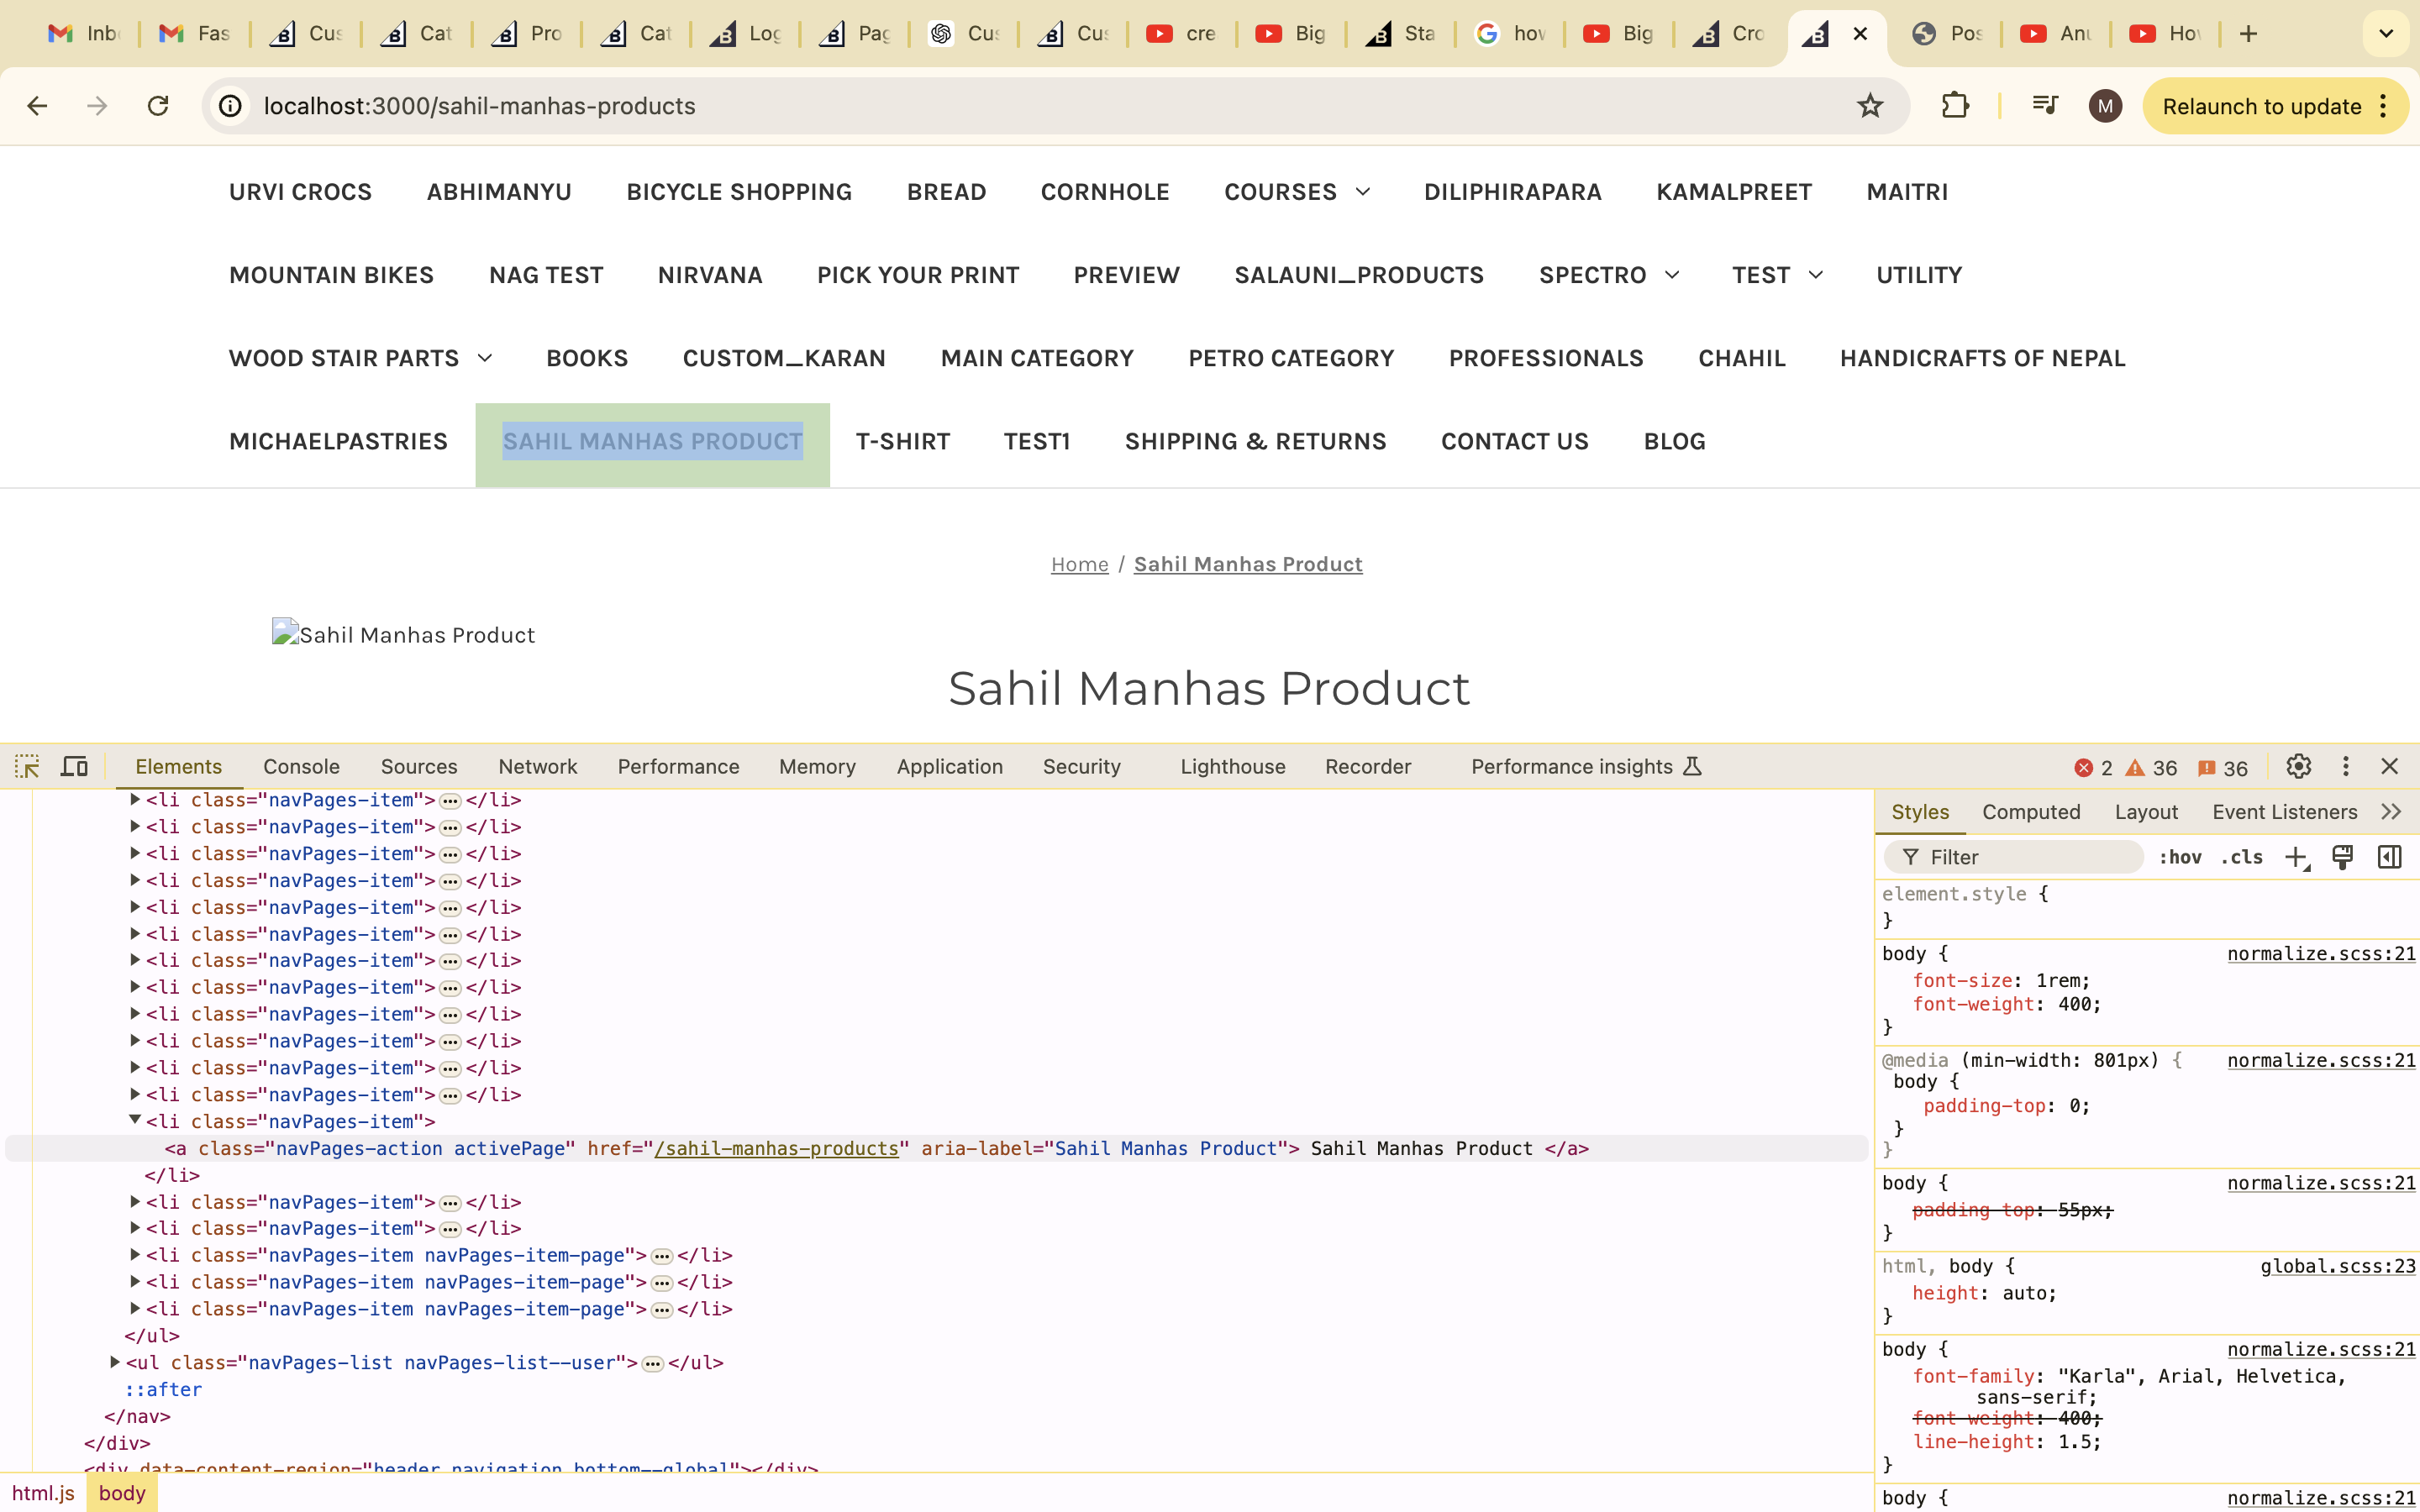 Inb Fas Cus Cat Pro Cat Log Pag Cus Cus cre Big Sta how Big Cro Pos Anu How
localhost:3000/sahil-manhas-products M Relaunch to update
URVI CROCS ABHIMANYU BICYCLE SHOPPING BREAD CORNHOLE COURSES DILIPHIRAPARA KAMALPREET MAITRI
MOUNTAIN BIKES NAG TEST NIRVANA PICK YOUR PRINT PREVIEW SALAUNI_PRODUCTS SPECTRO TEST UTILITY
WOOD STAIR PARTS BOOKS CUSTOM_KARAN MAIN CATEGORY PETRO CATEGORY PROFESSIONALS CHAHIL HANDICRAFTS OF NEPAL
MICHAELPASTRIES SAHIL MANHAS PRODUCT T-SHIRT TEST1 SHIPPING & RETURNS CONTACT US BLOG
Home / Sahil Manhas Product
Sahil Manhas Product
Sahil Manhas Product
Elements Console Sources Network Performance Memory Application Security Lighthouse Recorder Performance insights 2 36 36
<li class="navPages-item">…</li>
<li class="navPages-item">…</li>
<li class="navPages-item">…</li>
<li class="navPages-item">…</li>
<li class="navPages-item">…</li>
<li class="navPages-item">…</li>
<li class="navPages-item">…</li>
<li class="navPages-item">…</li>
<li class="navPages-item">…</li>
<li class="navPages-item">…</li>
<li class="navPages-item">…</li>
<li class="navPages-item">…</li>
<li class="navPages-item">
<a class="navPages-action activePage" href="/sahil-manhas-products" aria-label="Sahil Manhas Product"> Sahil Manhas Product </a>
</li>
<li class="navPages-item">…</li>
<li class="navPages-item">…</li>
<li class="navPages-item navPages-item-page">…</li>
<li class="navPages-item navPages-item-page">…</li>
<li class="navPages-item navPages-item-page">…</li>
</ul>
<ul class="navPages-list navPages-list--user">…</ul>
::after
</nav>
</div>
<div data-content-region="header_navigation_bottom--global"></div>
html.js body
Styles Computed Layout Event Listeners
Filter :hov .cls
element.style {
}
body { normalize.scss:21
font-size: 1rem;
font-weight: 400;
}
@media (min-width: 801px) { normalize.scss:21
body {
padding-top: 0;
}
}
body { normalize.scss:21
padding-top: 55px;
}
html, body { global.scss:23
height: auto;
}
body { normalize.scss:21
font-family: "Karla", Arial, Helvetica,
sans-serif;
font-weight: 400;
line-height: 1.5;
}
body { normalize.scss:21